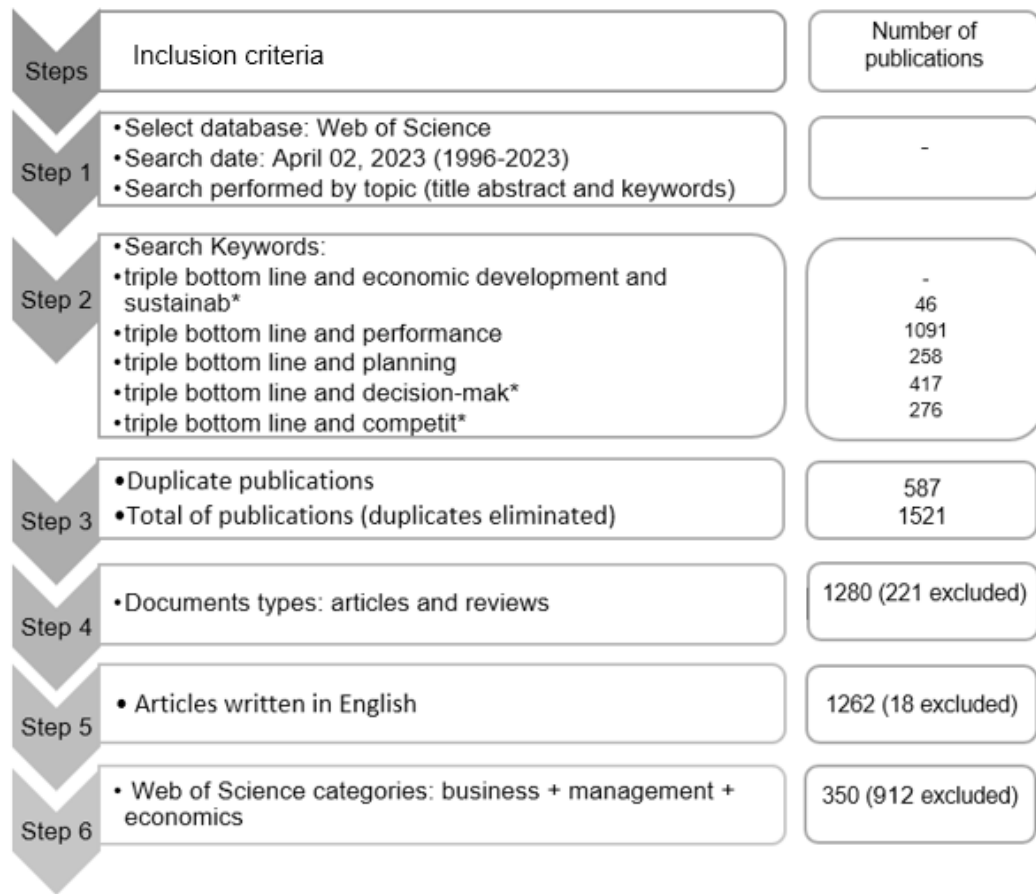 Steps
Inclusion criteria
Number of
publications
Step 1
•Select database: Web of Science
•Search date: April 02, 2023 (1996-2023)
•Search performed by topic (title abstract and keywords)
-
Step 2
•Search Keywords:
•triple bottom line and economic development and
sustainab*
•triple bottom line and performance
•triple bottom line and planning
•triple bottom line and decision-mak*
•triple bottom line and competit*
-
46
1091
258
417
276
Step 3
•Duplicate publications
•Total of publications (duplicates eliminated)
587
1521
Step 4
•Documents types: articles and reviews
1280 (221 excluded)
Step 5
• Articles written in English
1262 (18 excluded)
Step 6
• Web of Science categories: business + management +
economics
350 (912 excluded)